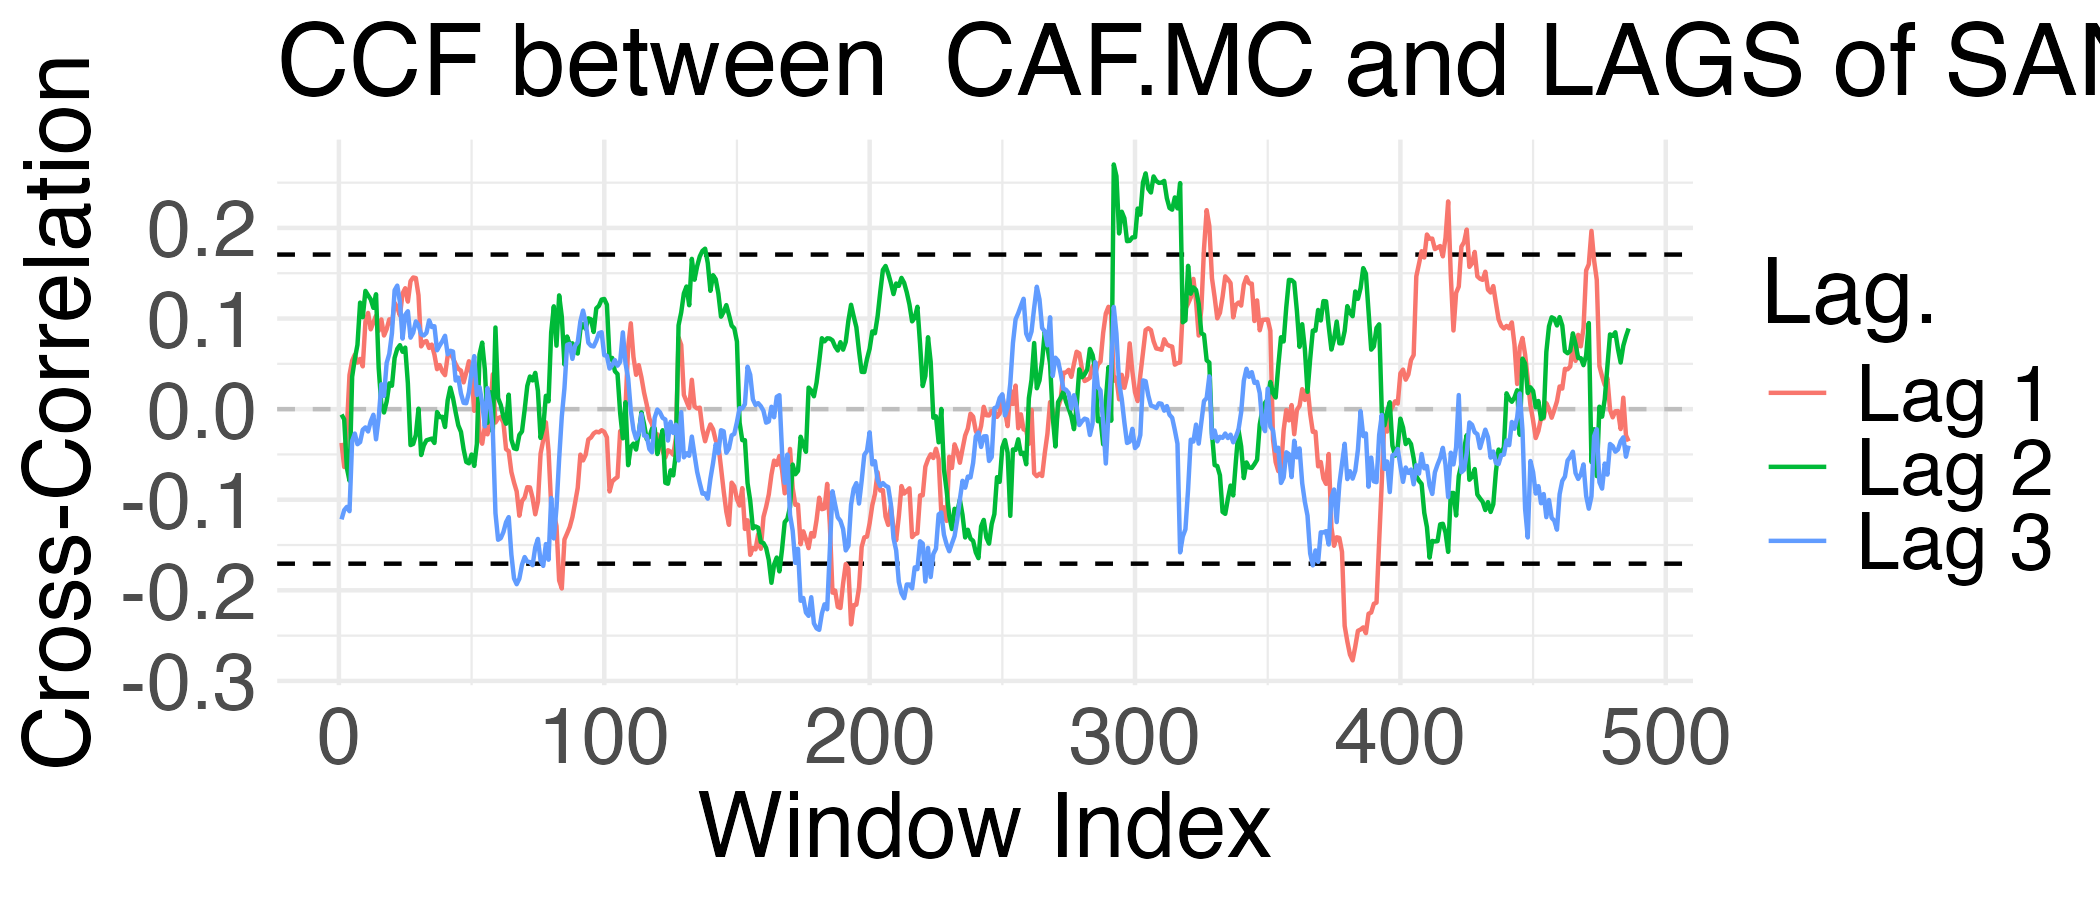 CCF between  CAF.MC and LAGS of SAN
Cross-Correlation
0.2
0.1
0.0
-0.1
-0.2
-0.3
0 100 200 300 400 500
Window Index
Lag.
Lag 1
Lag 2
Lag 3